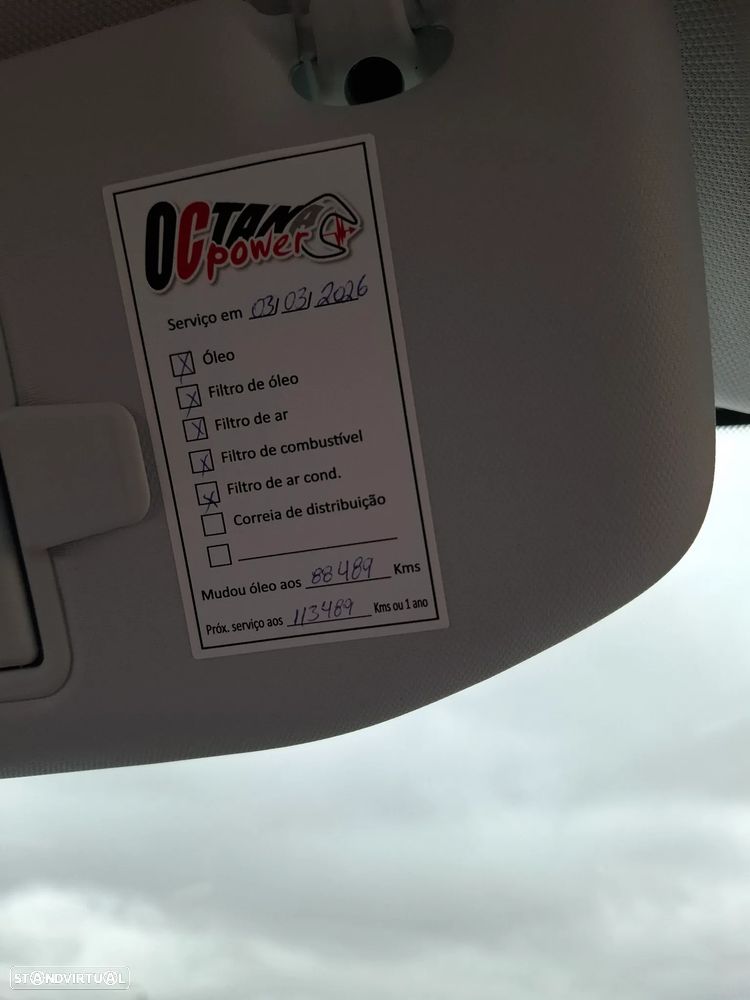 OCTANA
power
Serviço em 03/03/2026
X Óleo
X Filtro de óleo
X Filtro de ar
X Filtro de combustível
X Filtro de ar cond.
Correia de distribuição
Mudou óleo aos 88489 Kms
Próx. serviço aos 113489 Kms ou 1 ano
STANDVIRTUAL